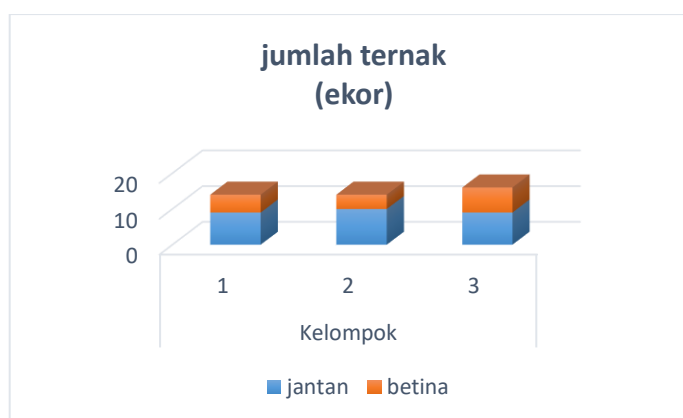 jumlah ternak
(ekor)
20
10
0
1 2 3
Kelompok
jantan betina